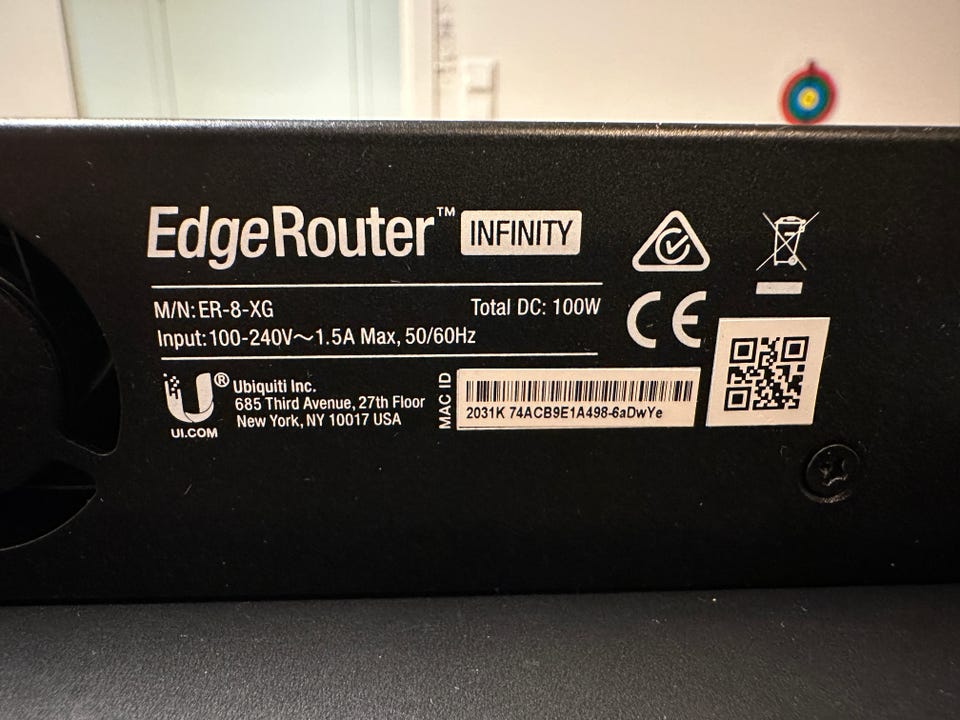 EdgeRouter™ INFINITY
M/N: ER-8-XG Total DC: 100W
Input: 100-240V～1.5A Max, 50/60Hz
U® Ubiquiti Inc.
685 Third Avenue, 27th Floor
New York, NY 10017 USA
UI.COM
MAC ID
2031K 74ACB9E1A498-6aDwYe
CE